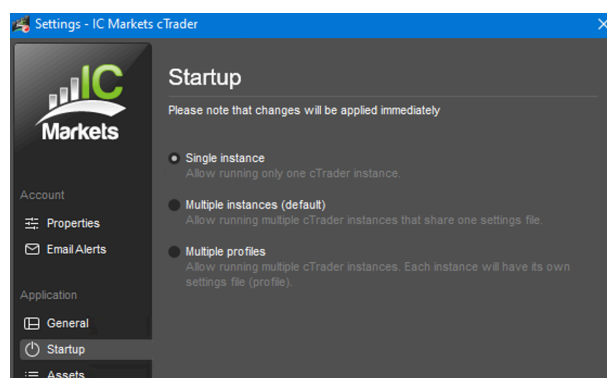 Settings - IC Markets cTrader
IC
Markets
Startup
Please note that changes will be applied immediately
Single instance
Allow running only one cTrader instance.
Multiple instances (default)
Allow running multiple cTrader instances that share one settings file.
Multiple profiles
Allow running multiple cTrader instances. Each instance will have its own
settings file (profile).
Account
Properties
Email Alerts
Application
General
Startup
Assets